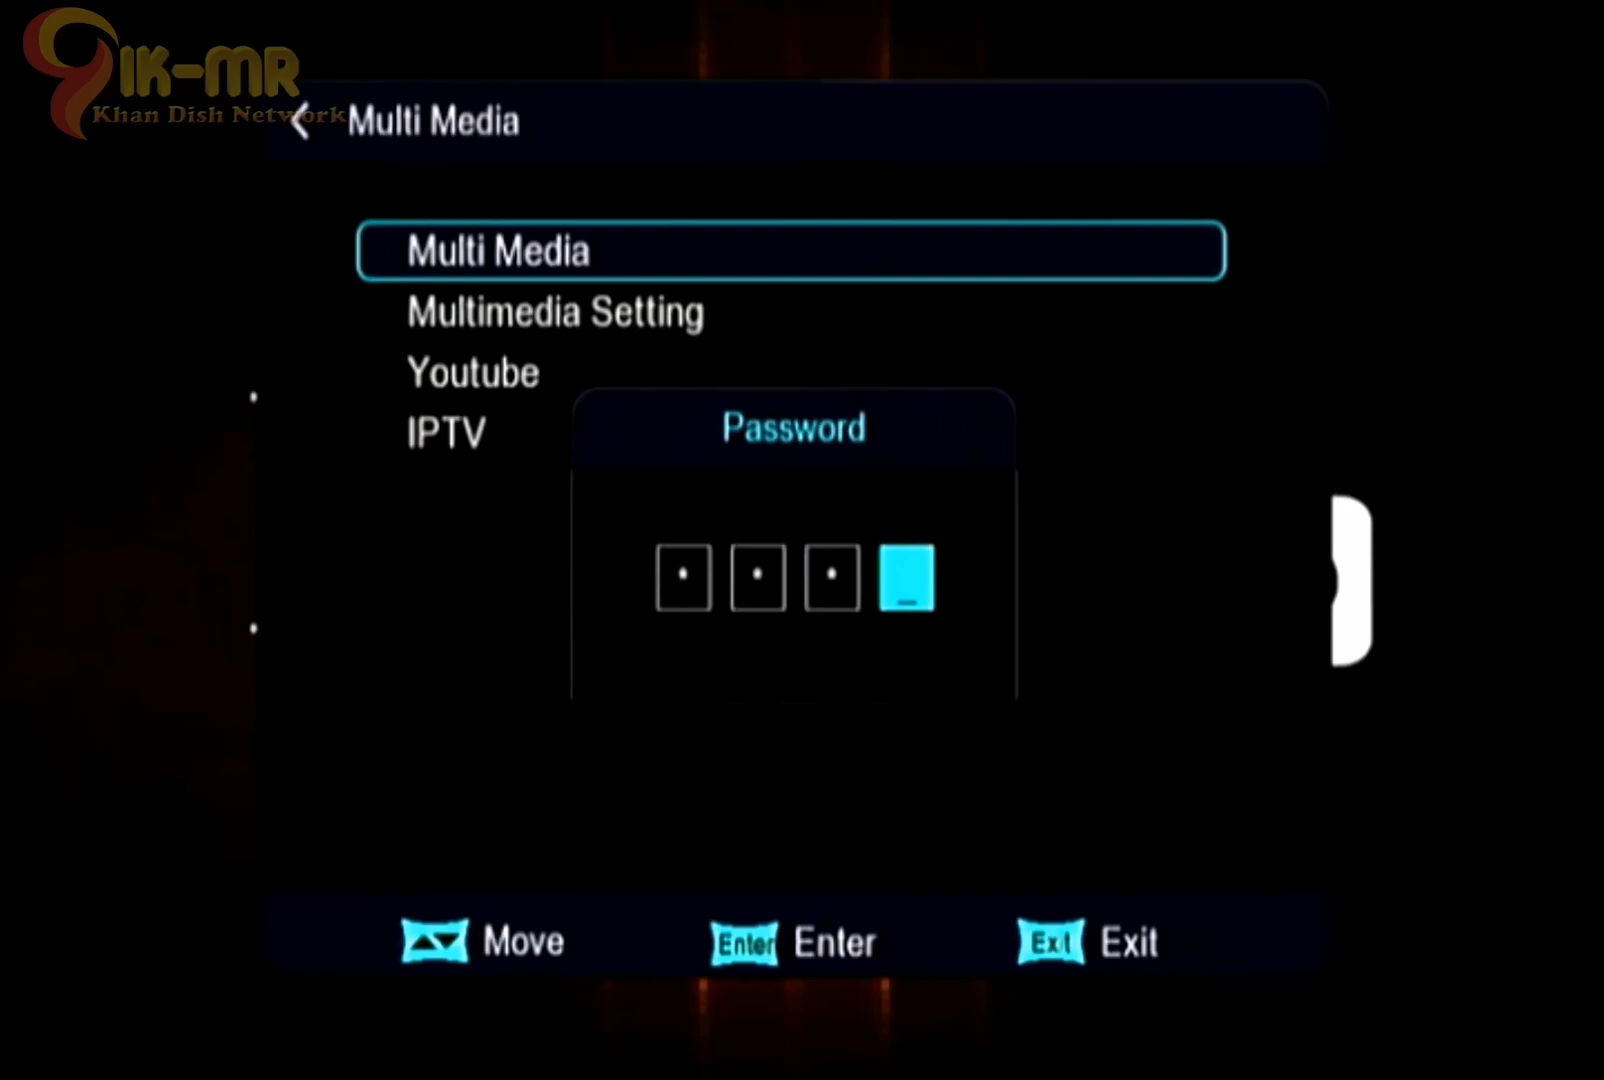 IK-MR
Khan Dish Network
Multi Media
Multi Media
Multimedia Setting
Youtube
IPTV
Password
Move
Enter Enter
Exit Exit